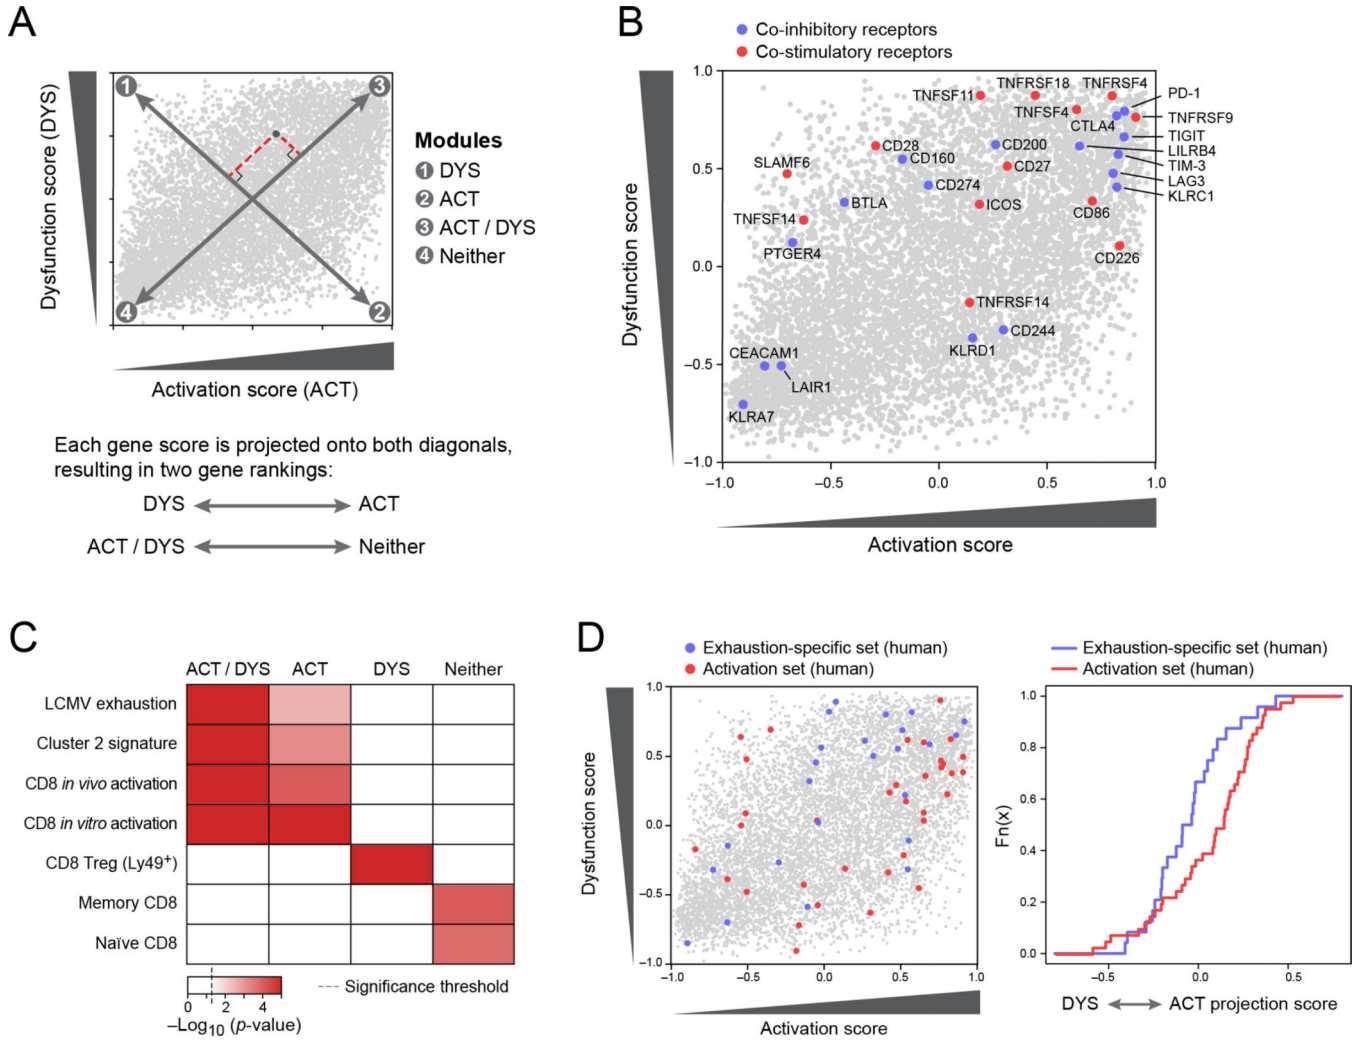 A
Dysfunction score (DYS)
1
3
4
2
Activation score (ACT)
Modules
1 DYS
2 ACT
3 ACT / DYS
4 Neither
Each gene score is projected onto both diagonals,
resulting in two gene rankings:
DYS ACT
ACT / DYS Neither
B
Co-inhibitory receptors
Co-stimulatory receptors
Dysfunction score
1.0
0.5
0.0
−0.5
−1.0
−1.0 −0.5 0.0 0.5 1.0
Activation score
TNFSF11
TNFRSF18
TNFRSF4
TNFSF4
CTLA4
PD-1
TNFRSF9
TIGIT
LILRB4
TIM-3
LAG3
KLRC1
CD28
CD160
CD200
CD27
SLAMF6
CD274
BTLA
ICOS
CD86
TNFSF14
PTGER4
CD226
TNFRSF14
CD244
KLRD1
CEACAM1
LAIR1
KLRA7
C
ACT / DYS ACT DYS Neither
LCMV exhaustion
Cluster 2 signature
CD8 in vivo activation
CD8 in vitro activation
CD8 Treg (Ly49+)
Memory CD8
Naïve CD8
0 2 4
−Log10 (p-value)
Significance threshold
D
Exhaustion-specific set (human)
Activation set (human)
Dysfunction score
1.0
0.5
0.0
−0.5
−1.0
−1.0 −0.5 0.0 0.5 1.0
Activation score
Exhaustion-specific set (human)
Activation set (human)
Fn(x)
1.0
0.8
0.6
0.4
0.2
0.0
−0.5 0.0 0.5
DYS ACT projection score